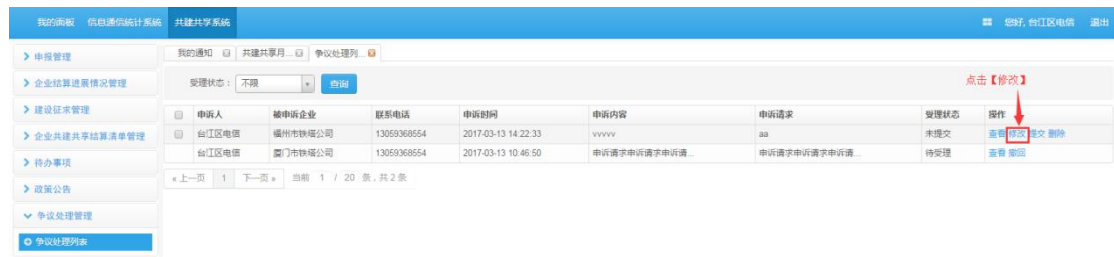 我的面板 信息通信统计系统 共建共享系统 您好, 台江区电信 退出
申报管理
企业结算进展情况管理
建设征求管理
企业共建共享结算清单管理
待办事项
政策公告
争议处理管理
争议处理列表
我的通知 共建共享月... 争议处理列...
受理状态： 不限 查询
点击【修改】
申诉人 被申诉企业 联系电话 申诉时间 申诉内容 申诉请求 受理状态 操作
台江区电信 福州市铁塔公司 13059368554 2017-03-13 14:22:33 vvvvv aa 未提交 查看 修改 提交 删除
台江区电信 厦门市铁塔公司 13059368554 2017-03-13 10:46:50 申诉请求申诉请求申诉请... 申诉请求申诉请求申诉请... 待受理 查看 撤回
« 上一页 1 下一页 » 当前 1 / 20 条 , 共 2 条